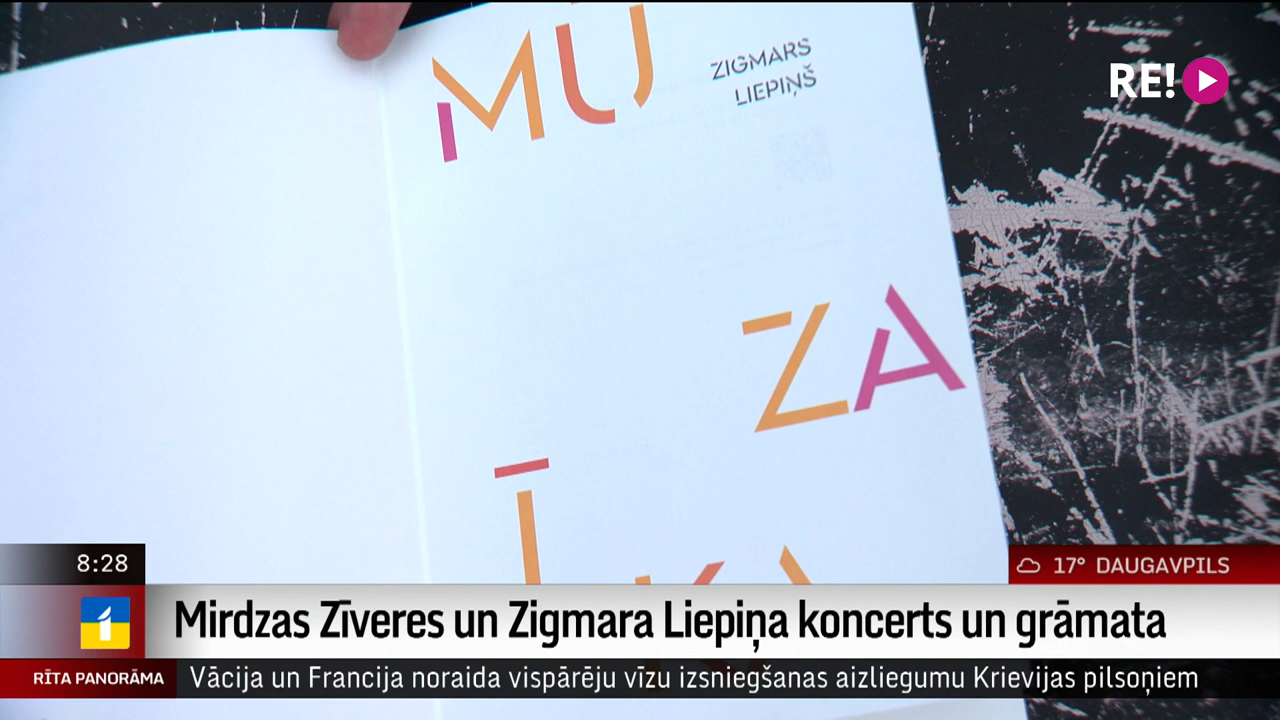 MŪ
ZIGMARS
LIEPIŅŠ
RE!
ZA
Ī
8:28
17° DAUGAVPILS
1
Mirdzas Zīveres un Zigmara Liepiņa koncerts un grāmata
RĪTA PANORĀMA
Vācija un Francija noraida vispārēju vīzu izsniegšanas aizliegumu Krievijas pilsoņiem